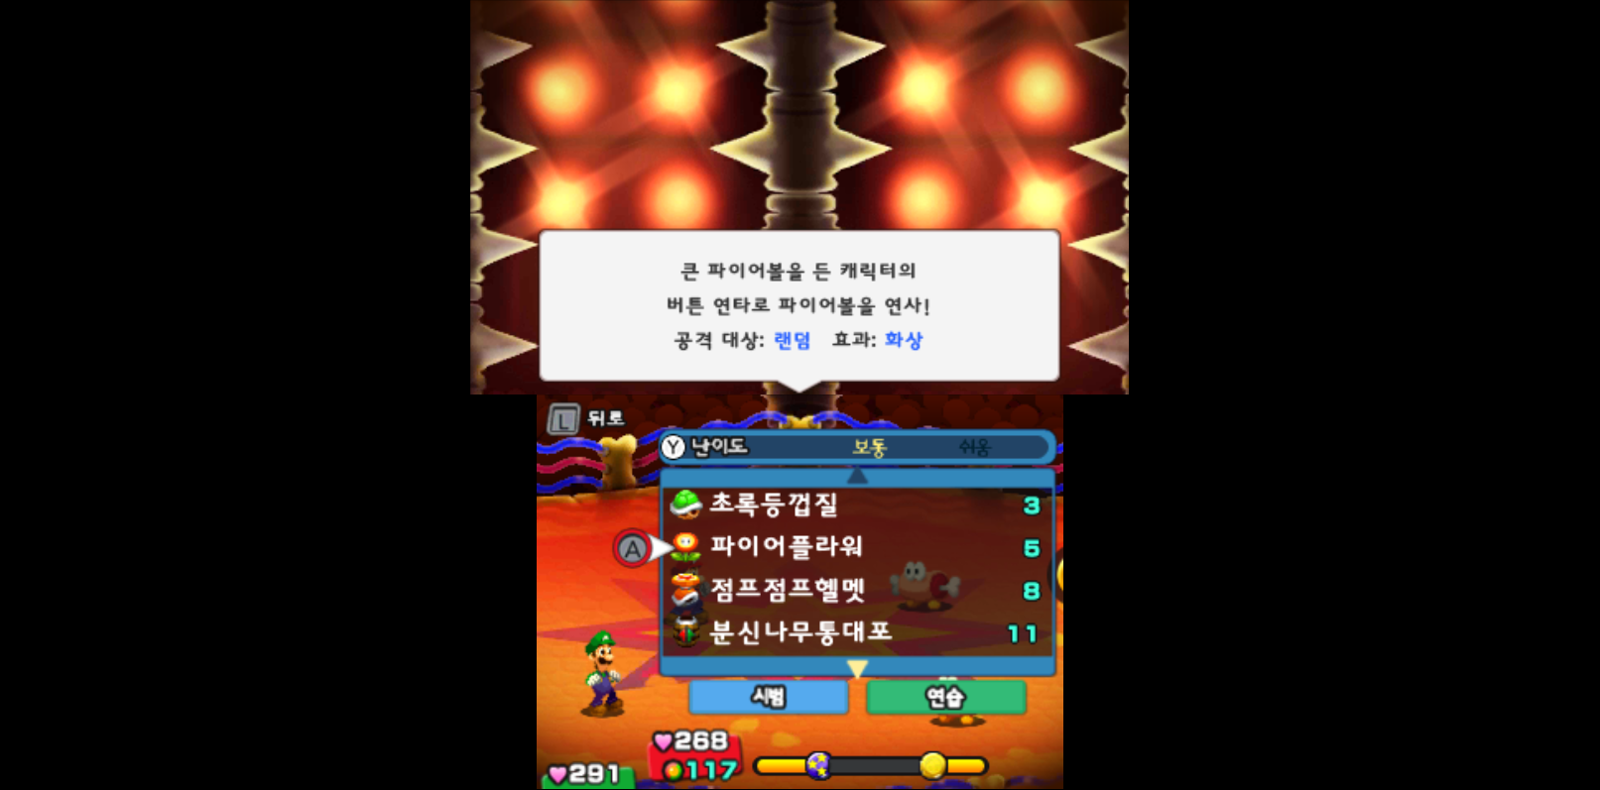 큰 파이어볼을 든 캐릭터의
버튼 연타로 파이어볼을 연사!
공격 대상: 랜덤 효과: 화상
L 뒤로
Y 난이도 보통 쉬움
초록등껍질 3
A 파이어플라워 5
점프점프헬멧 8
분신나무통대포 11
시범 연습
268
291 117